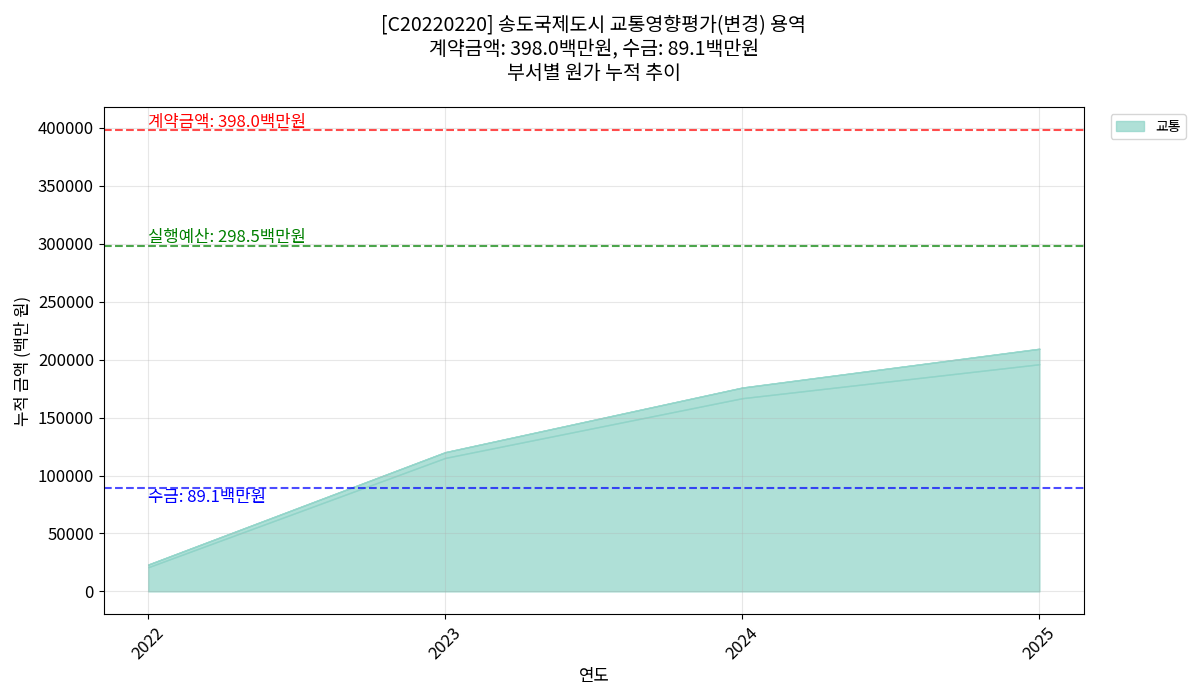 [C20220220] 송도국제도시 교통영향평가(변경) 용역
계약금액: 398.0백만원, 수금: 89.1백만원
부서별 원가 누적 추이
교통
계약금액: 398.0백만원
실행예산: 298.5백만원
수금: 89.1백만원
누적 금액 (백만 원)
400000
350000
300000
250000
200000
150000
100000
50000
0
2022
2023
2024
2025
연도